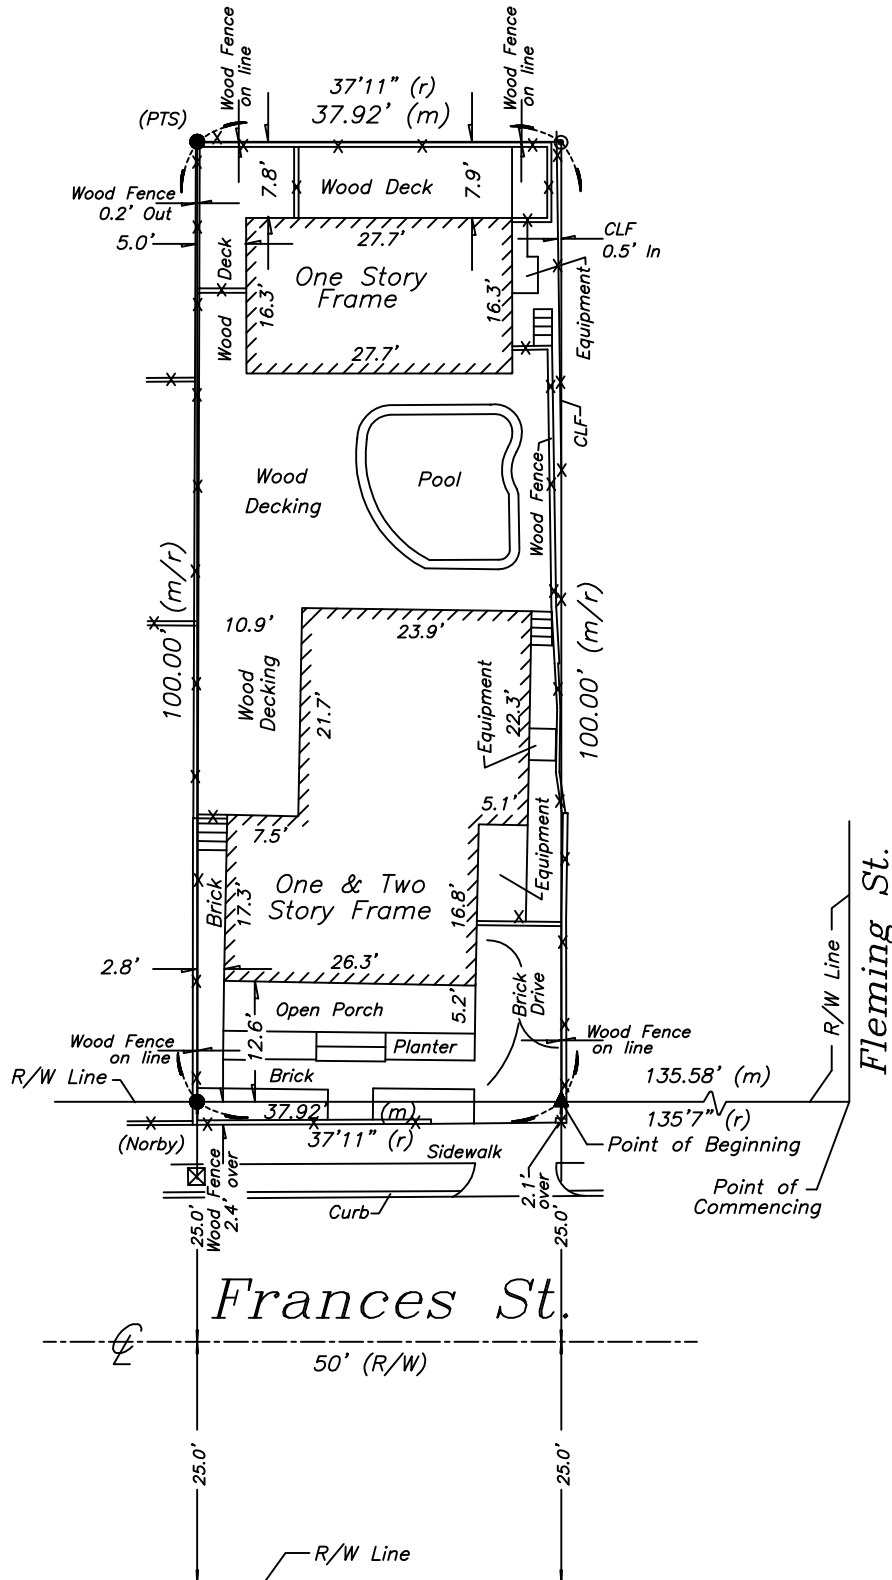 Wood Fence
on line
Wood Fence
on line
37'11" (r)
37.92' (m)
(PTS)
7.8'
Wood Deck
7.9'
Wood Fence
0.2' Out
5.0'
CLF
0.5' In
27.7'
Wood Deck
One Story
Frame
16.3'
16.3'
27.7'
Equipment
CLF
Wood
Decking
Pool
Wood Fence
100.00' (m/r)
100.00' (m/r)
10.9'
23.9'
Wood
Decking
21.7'
Equipment
22.3'
5.1'
7.5'
Equipment
One & Two
Story Frame
Brick
17.3'
16.8'
2.8'
26.3'
Brick
Drive
Open Porch
5.2'
12.6'
Planter
Wood Fence
on line
Wood Fence
on line
R/W Line
Brick
135.58' (m)
135'7" (r)
R/W Line
Fleming St.
37.92' (m)
37'11" (r)
(Norby)
Point of Beginning
Sidewalk
Wood Fence
2.4' over
2.1'
over
Point of
Commencing
Curb
25.0'
25.0'
Frances St.
CL
50' (R/W)
25.0'
25.0'
R/W Line